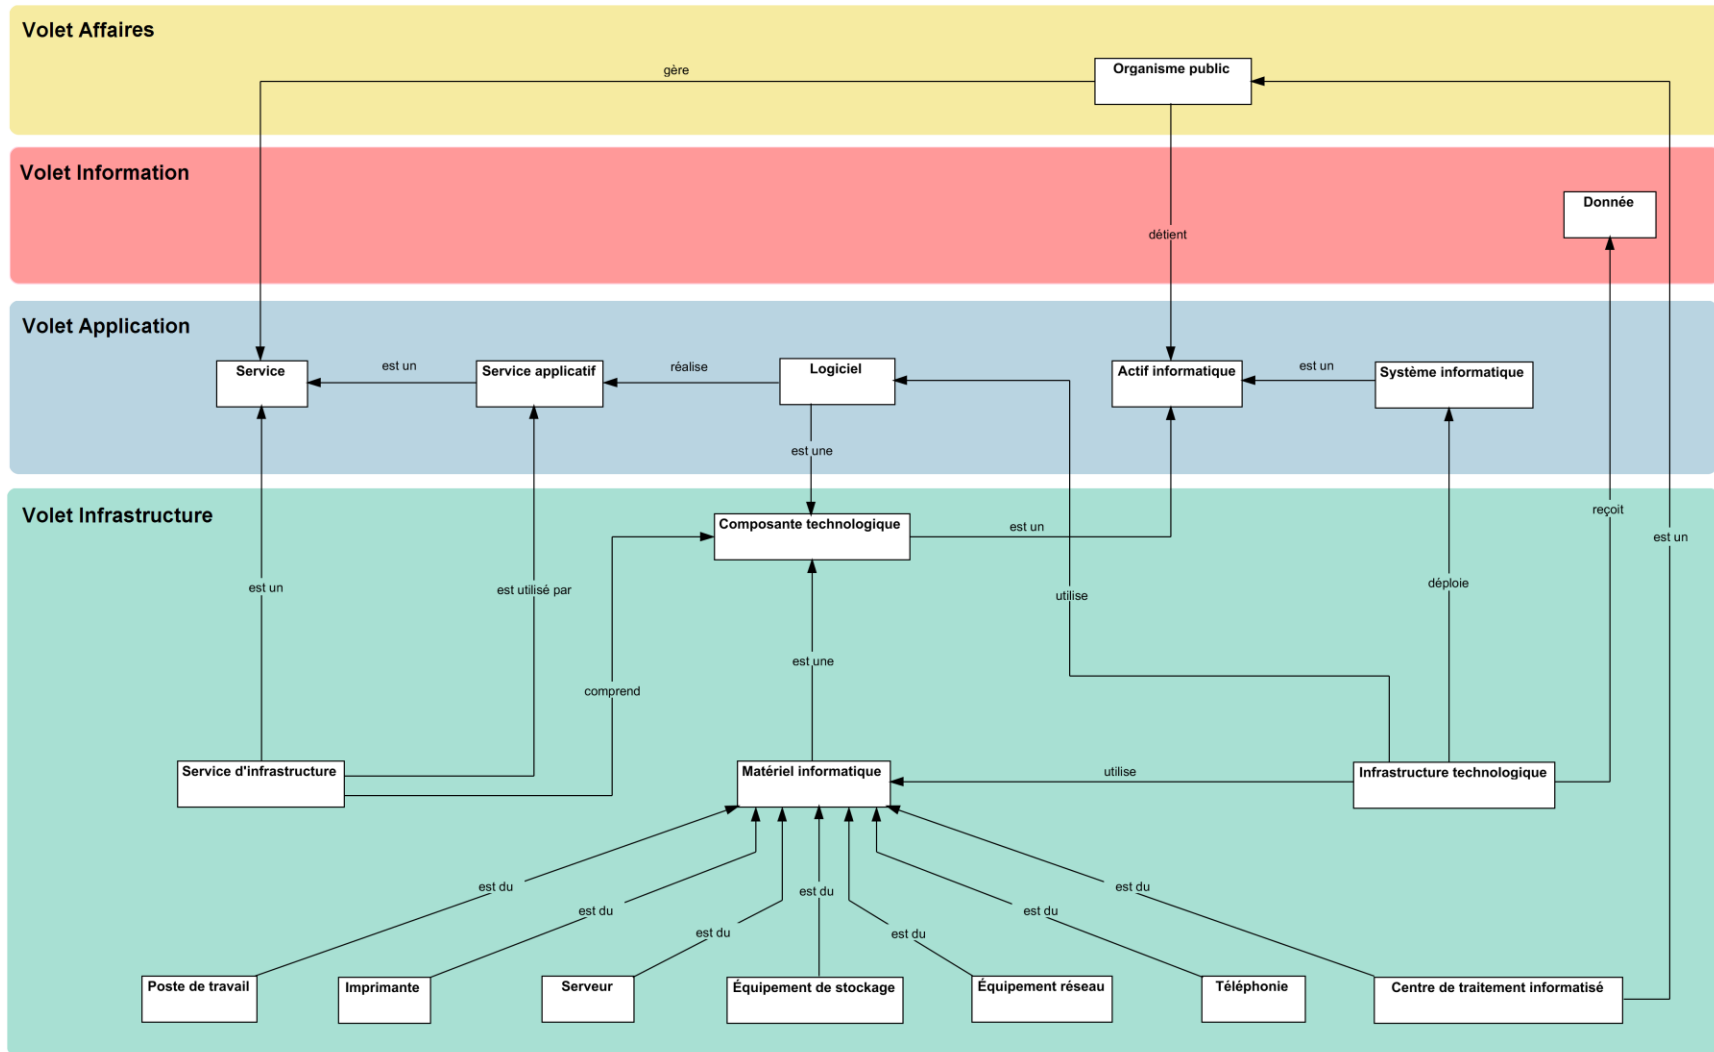 Volet Affaires
Organisme public
gère
Volet Information
Donnée
détient
Volet Application
Service
est un
Service applicatif
réalise
Logiciel
Actif informatique
est un
Système informatique
est une
Volet Infrastructure
Composante technologique
est un
reçoit
est un
est un
est utilisé par
utilise
déploie
est une
comprend
Service d'infrastructure
Matériel informatique
utilise
Infrastructure technologique
est du
est du
est du
est du
est du
est du
est du
Poste de travail
Imprimante
Serveur
Équipement de stockage
Équipement réseau
Téléphonie
Centre de traitement informatisé